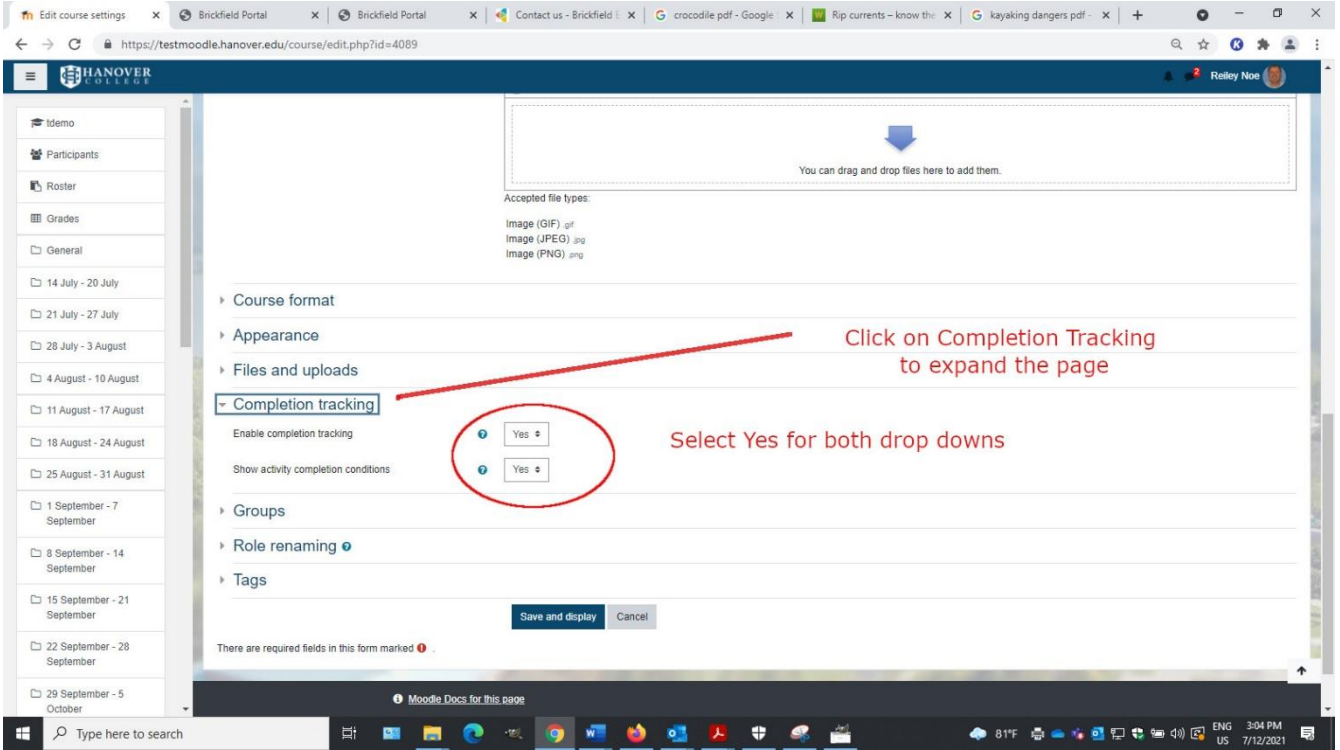 Edit course settings
Brickfield Portal
Brickfield Portal
Contact us - Brickfield E
crocodile pdf - Google
Rip currents – know the
kayaking dangers pdf -
https://testmoodle.hanover.edu/course/edit.php?id=4089
HANOVER
COLLEGE
2
Reiley Noe
tdemo
Participants
Roster
Grades
General
14 July - 20 July
21 July - 27 July
28 July - 3 August
4 August - 10 August
11 August - 17 August
18 August - 24 August
25 August - 31 August
1 September - 7
September
8 September - 14
September
15 September - 21
September
22 September - 28
September
29 September - 5
October
You can drag and drop files here to add them.
Accepted file types:
Image (GIF) .gif
Image (JPEG) .jpg
Image (PNG) .png
Course format
Appearance
Files and uploads
Completion tracking
Enable completion tracking
Yes
Show activity completion conditions
Yes
Click on Completion Tracking
to expand the page
Select Yes for both drop downs
Groups
Role renaming
Tags
Save and display
Cancel
There are required fields in this form marked .
Moodle Docs for this page
Type here to search
81°F
ENG
US
3:04 PM
7/12/2021